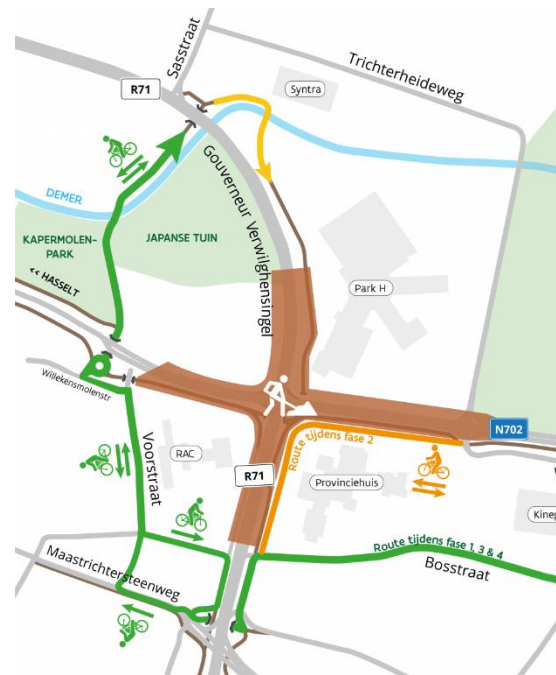 Sasstraat
Trichterheideweg
R71
Syntra
Gouverneur Verwilghensingel
DEMER
KAPERMOLEN-
PARK
JAPANSE TUIN
<< HASSELT
Park H
Willekensmolenstr
N702
Route tijdens fase 2
Voorstraat
RAC
R71
Provinciehuis
Kinep
Route tijdens fase 1, 3 & 4
Bosstraat
Maastrichtersteenweg